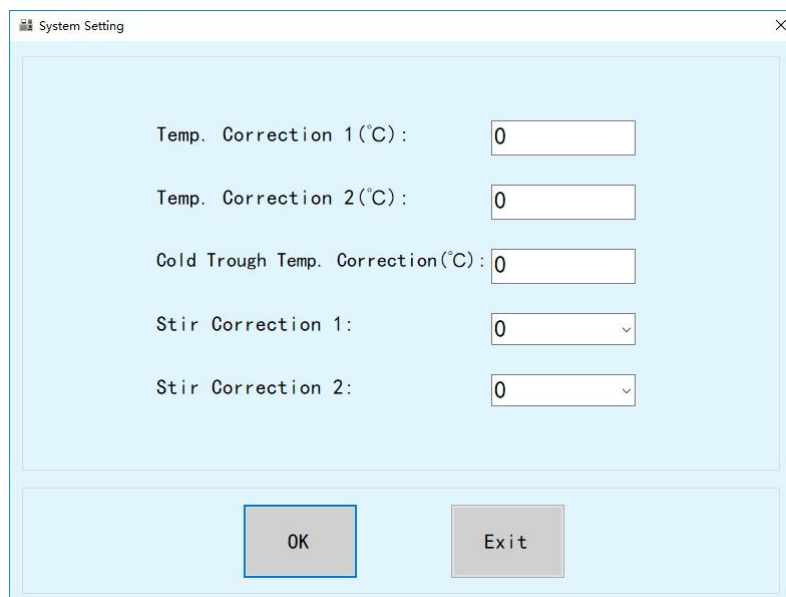 System Setting
Temp. Correction 1(℃): 0
Temp. Correction 2(℃): 0
Cold Trough Temp. Correction(℃): 0
Stir Correction 1: 0
Stir Correction 2: 0
OK Exit